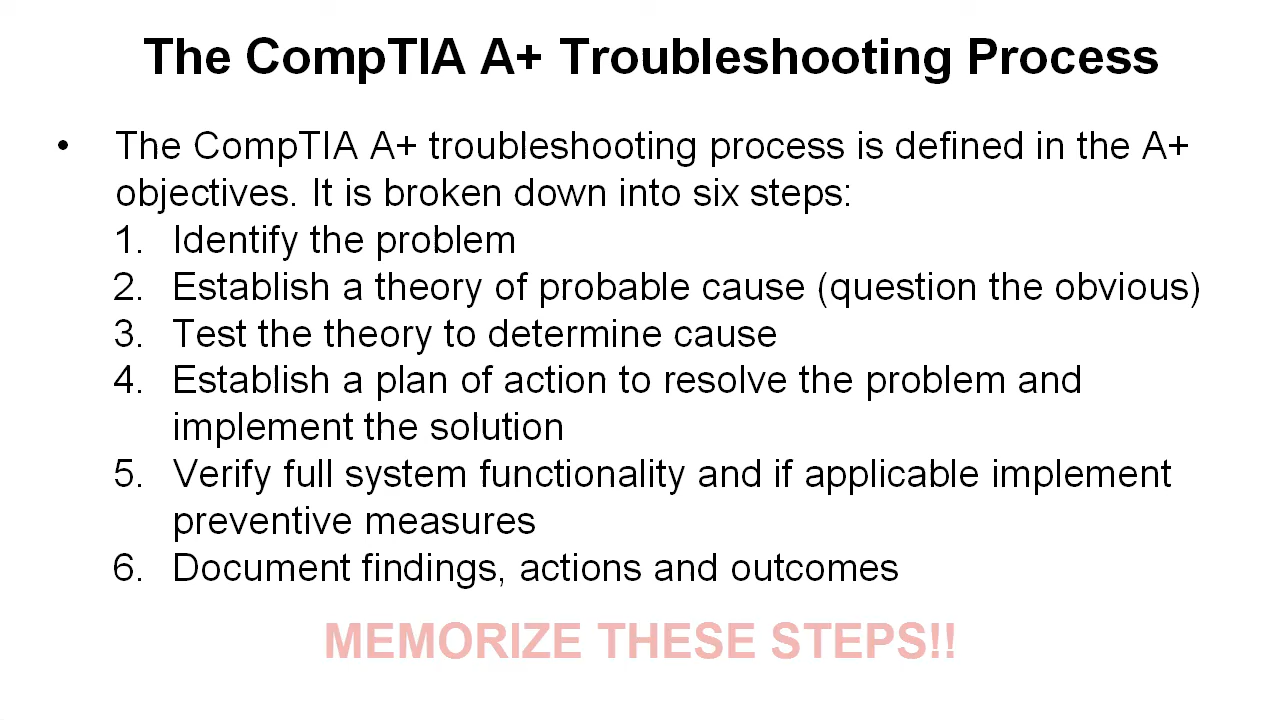 The CompTIA A+ Troubleshooting Process
• The CompTIA A+ troubleshooting process is defined in the A+
objectives. It is broken down into six steps:
1. Identify the problem
2. Establish a theory of probable cause (question the obvious)
3. Test the theory to determine cause
4. Establish a plan of action to resolve the problem and
implement the solution
5. Verify full system functionality and if applicable implement
preventive measures
6. Document findings, actions and outcomes
MEMORIZE THESE STEPS!!